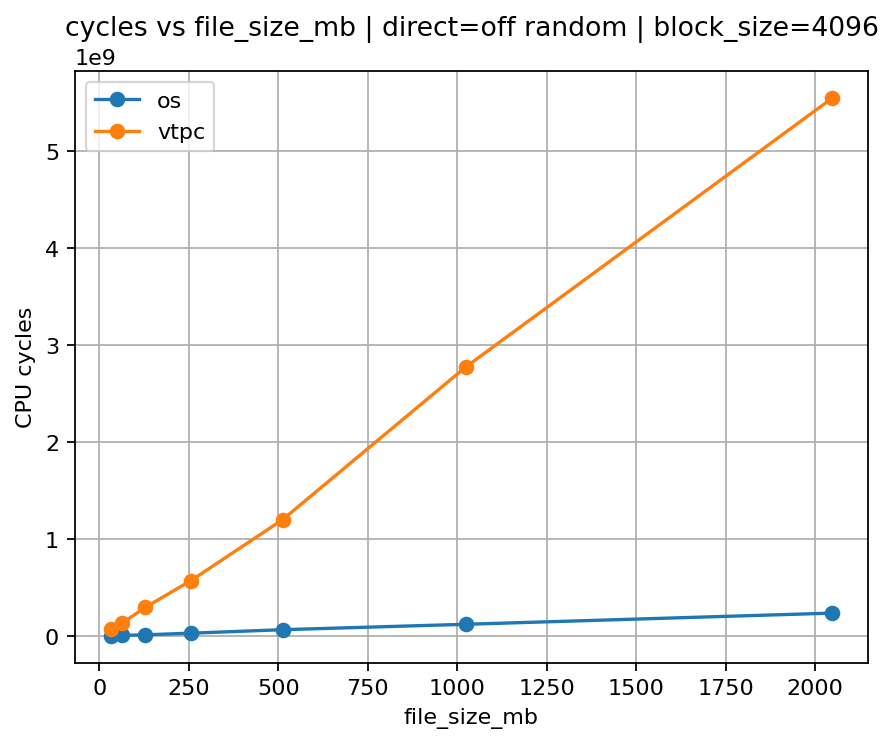 cycles vs file_size_mb | direct=off random | block_size=4096
1e9
os
vtpc
5
4
3
2
1
0
CPU cycles
0 250 500 750 1000 1250 1500 1750 2000
file_size_mb